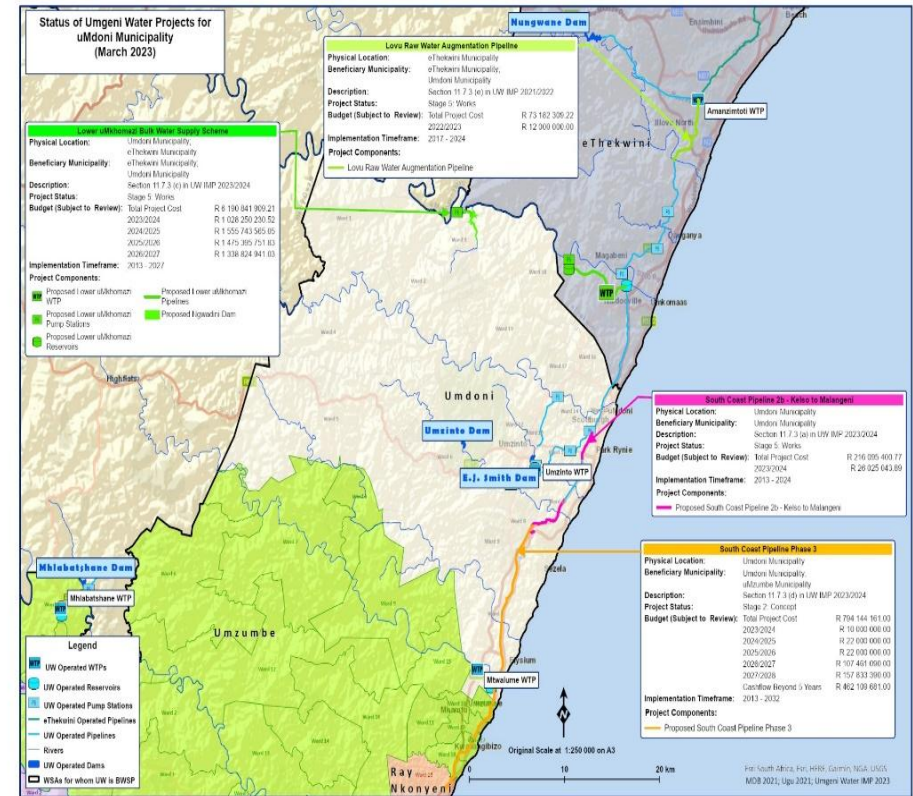 Status of Umgeni Water Projects for
uMdoni Municipality
(March 2023)
Nungwane Dam
Lovu Raw Water Augmentation Pipeline
Physical Location: eThekwini Municipality
Beneficiary Municipality: eThekwini Municipality,
Umdoni Municipality
Description: Section 11.7.3 (e) in UW IMP 2021/2022
Project Status: Stage 5: Works
Budget (Subject to Review): Total Project Cost R 73 182 309.22
2022/2023 R 12 000 000.00
Implementation Timeframe: 2017 - 2024
Project Components:
Lovu Raw Water Augmentation Pipeline
Amanzimtoti WTP
eThekwini
Lower uMkhomazi Bulk Water Supply Scheme
Physical Location: Umdoni Municipality,
eThekwini Municipality
Beneficiary Municipality: eThekwini Municipality;
Umdoni Municipality
Description: Section 11.7.3 (c) in UW IMP 2023/2024
Project Status: Stage 5: Works
Budget (Subject to Review): Total Project Cost R 6 190 841 909.21
2023/2024 R 1 028 250 230.52
2024/2025 R 1 555 743 565.65
2025/2026 R 1 475 395 751.83
2026/2027 R 1 338 824 941.03
Implementation Timeframe: 2013 - 2027
Project Components:
Proposed Lower uMkhomazi WTP
Proposed Lower uMkhomazi Pipelines
Proposed Lower uMkhomazi Pump Stations
Proposed Ngwadini Dam
Proposed Lower uMkhomazi Reservoirs
Magabeni
WTP
Highflats
Umdoni
Umzinto Dam
Umzinto
E.J. Smith Dam
Umzinto WTP
Park Rynie
South Coast Pipeline 2b - Kelso to Malangeni
Physical Location: Umdoni Municipality
Beneficiary Municipality: Umdoni Municipality
Description: Section 11.7.3 (a) in UW IMP 2023/2024
Project Status: Stage 5: Works
Budget (Subject to Review): Total Project Cost R 216 095 460.77
2023/2024 R 26 025 043.89
Implementation Timeframe: 2013 - 2024
Project Components:
Proposed South Coast Pipeline 2b - Kelso to Malangeni
South Coast Pipeline Phase 3
Physical Location: Umdoni Municipality
Beneficiary Municipality: Umdoni Municipality;
uMzumbe Municipality
Description: Section 11.7.3 (d) in UW IMP 2023/2024
Project Status: Stage 2: Concept
Budget (Subject to Review): Total Project Cost R 794 144 161.00
2023/2024 R 10 000 000.00
2024/2025 R 22 000 000.00
2025/2026 R 22 000 000.00
2026/2027 R 107 461 090.00
2027/2028 R 157 833 390.00
Cashflow Beyond 5 Years R 462 109 681.00
Implementation Timeframe: 2013 - 2032
Project Components:
Proposed South Coast Pipeline Phase 3
Mhlabatshane Dam
Mhlabatshane WTP
WTP
Umzumbe
WTP
Mtwalume WTP
Legend
WTP UW Operated WTPs
UW Operated Reservoirs
PS UW Operated Pump Stations
eThekwini Operated Pipelines
UW Operated Pipelines
Rivers
UW Operated Dams
WSAs for whom UW is BWSP
N
Original Scale at 1:250 000 on A3
Ray
Nkonyeni
0 10 20 km
Esri South Africa, Esri, HERE, Garmin, NGA, USGS
MDB 2021; Ugu 2021; Umgeni Water IMP 2023